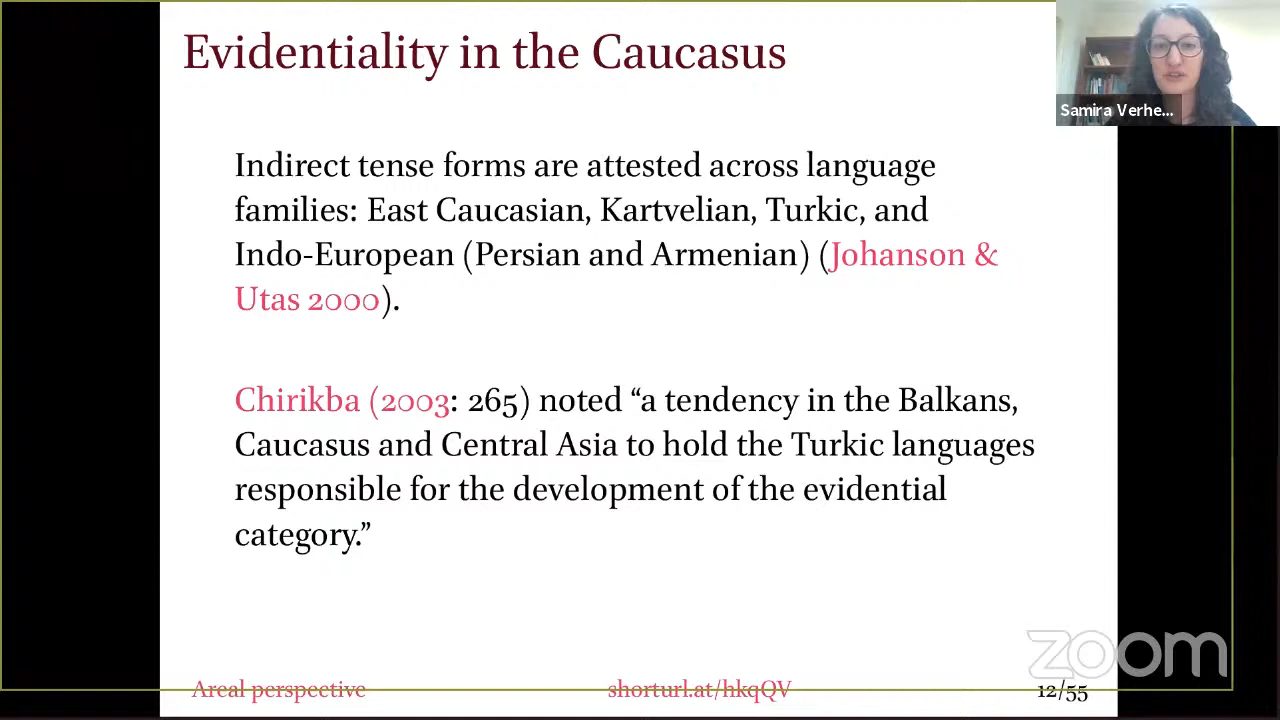 Evidentiality in the Caucasus
Samira Verhe...
Indirect tense forms are attested across language
families: East Caucasian, Kartvelian, Turkic, and
Indo-European (Persian and Armenian) (Johanson &
Utas 2000).
Chirikba (2003: 265) noted “a tendency in the Balkans,
Caucasus and Central Asia to hold the Turkic languages
responsible for the development of the evidential
category.”
zoom
Areal perspective
shorturl.at/hkqQV
12/55